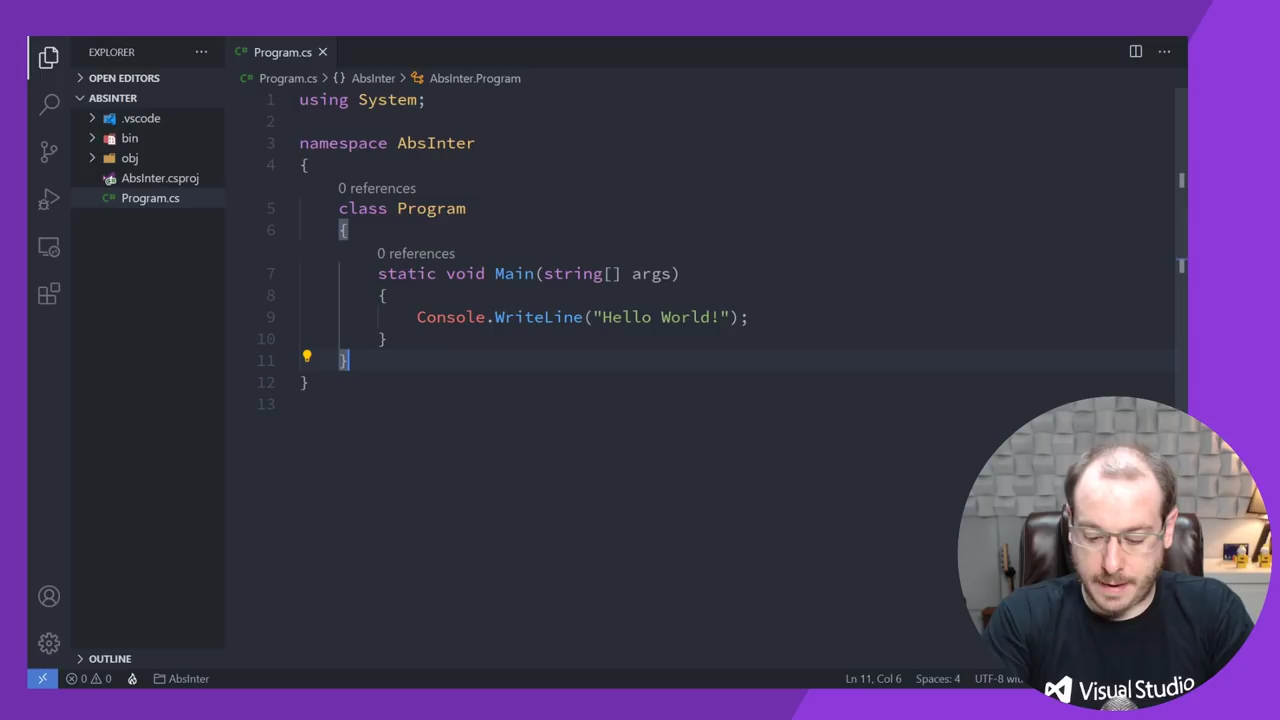 EXPLORER
···
Program.cs
OPEN EDITORS
ABSINTER
.vscode
bin
obj
AbsInter.csproj
C# Program.cs
C# Program.cs > {} AbsInter > AbsInter.Program
1 using System;
2
3 namespace AbsInter
4 {
0 references
5 class Program
6 {
0 references
7 static void Main(string[] args)
8 {
9 Console.WriteLine("Hello World!");
10 }
11 }
12 }
13
OUTLINE
0 0 AbsInter
Ln 11, Col 6 Spaces: 4 UTF-8 wit
Visual Studio